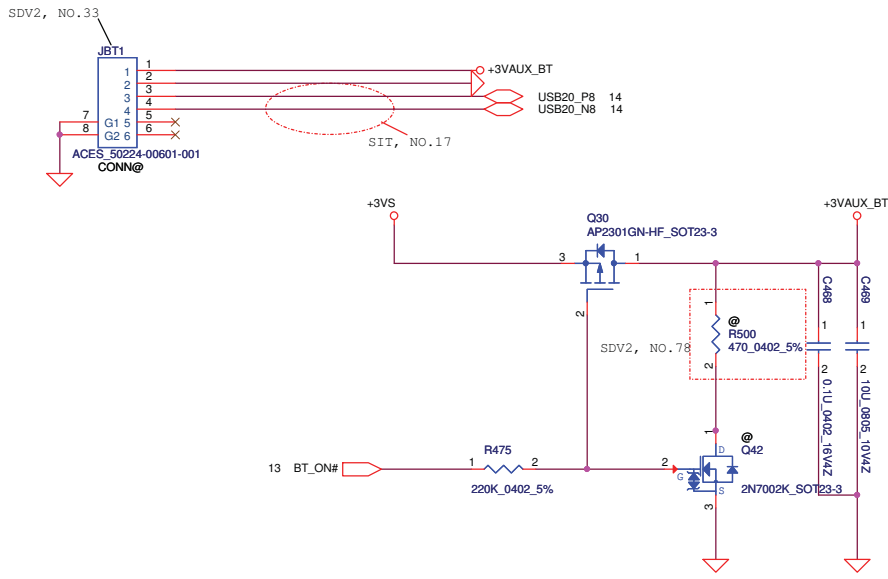 SDV2, NO.33
JBT1
1 1
2 2
3 3
4 4
7 G1 5 5
8 G2 6 6
+3VAUX_BT
USB20_P8 14
USB20_N8 14
SIT, NO.17
ACES_50224-00601-001
CONN@
+3VS
Q30
AP2301GN-HF_SOT23-3
+3VAUX_BT
3
1
2
C468
C469
1
@
R500
470_0402_5%
SDV2, NO.78
2
1
2
0.1U_0402_16V4Z
1
2
10U_0805_10V4Z
13 BT_ON#
1
R475
2
220K_0402_5%
2
1
D
@
Q42
G
S
2N7002K_SOT23-3
3